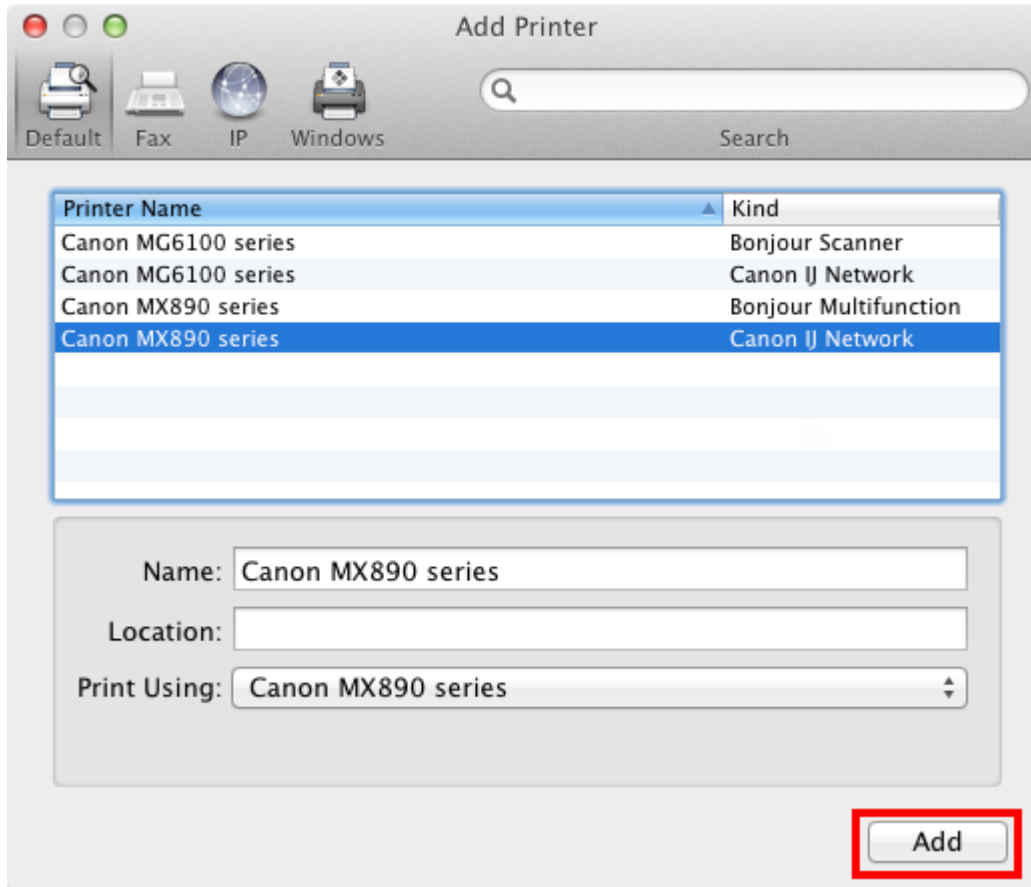 Add Printer
Default Fax IP Windows Search
Printer Name Kind
Canon MG6100 series Bonjour Scanner
Canon MG6100 series Canon IJ Network
Canon MX890 series Bonjour Multifunction
Canon MX890 series Canon IJ Network
Name: Canon MX890 series
Location:
Print Using: Canon MX890 series
Add